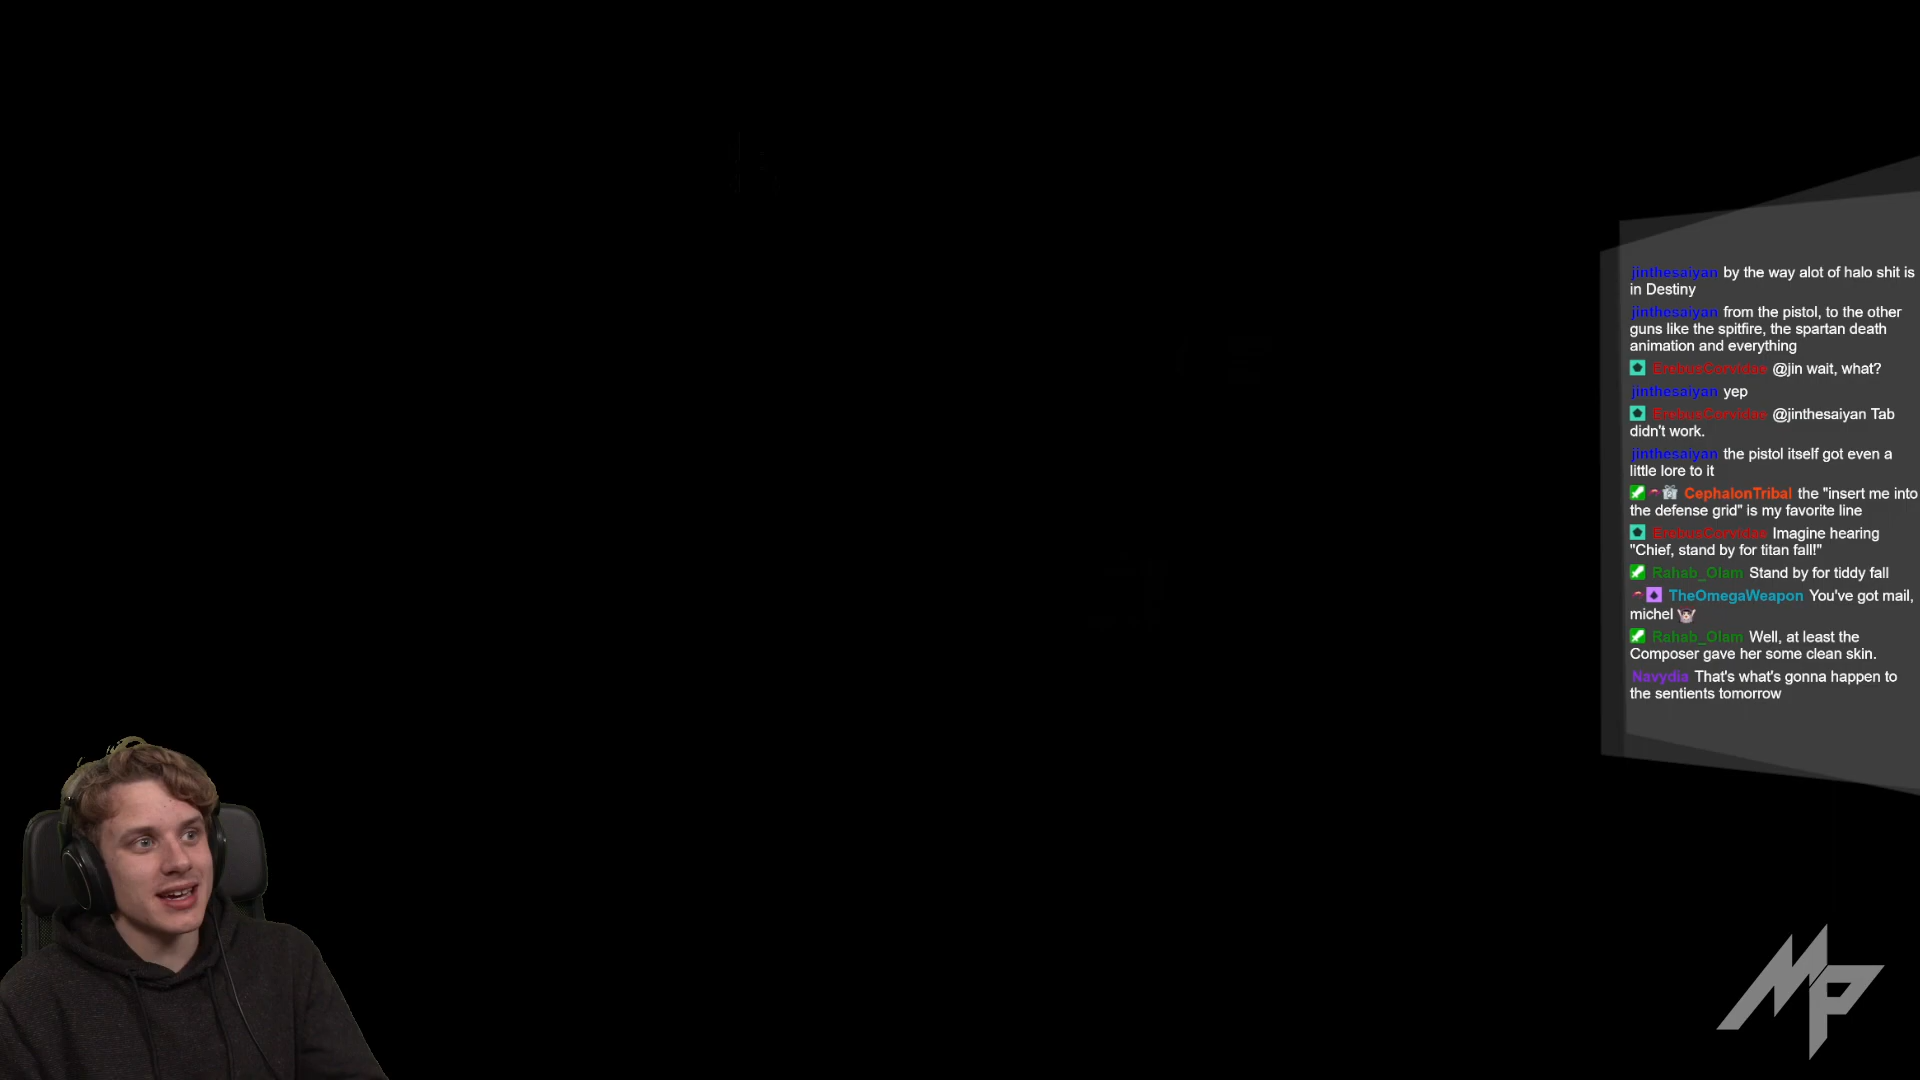 jinthesaiyan by the way alot of halo shit is
in Destiny
jinthesaiyan from the pistol, to the other
guns like the spitfire, the spartan death
animation and everything
ErebusCorvidae @jin wait, what?
jinthesaiyan yep
ErebusCorvidae @jinthesaiyan Tab
didn't work.
jinthesaiyan the pistol itself got even a
little lore to it
CephalonTribal the "insert me into
the defense grid" is my favorite line
ErebusCorvidae Imagine hearing
"Chief, stand by for titan fall!"
Rahab_Olam Stand by for tiddy fall
TheOmegaWeapon You've got mail,
michel
Rahab_Olam Well, at least the
Composer gave her some clean skin.
Navydia That's what's gonna happen to
the sentients tomorrow
MP